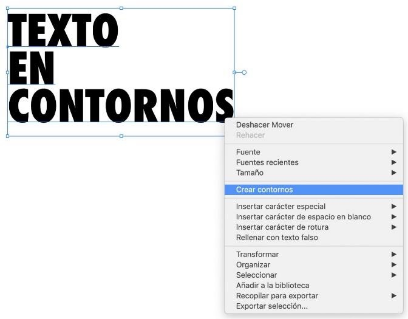 TEXTO
EN
CONTORNOS
Deshacer Mover
Rehacer
Fuente
Fuentes recientes
Tamaño
Crear contornos
Insertar carácter especial
Insertar carácter de espacio en blanco
Insertar carácter de rotura
Rellenar con texto falso
Transformar
Organizar
Seleccionar
Añadir a la biblioteca
Recopilar para exportar
Exportar selección...